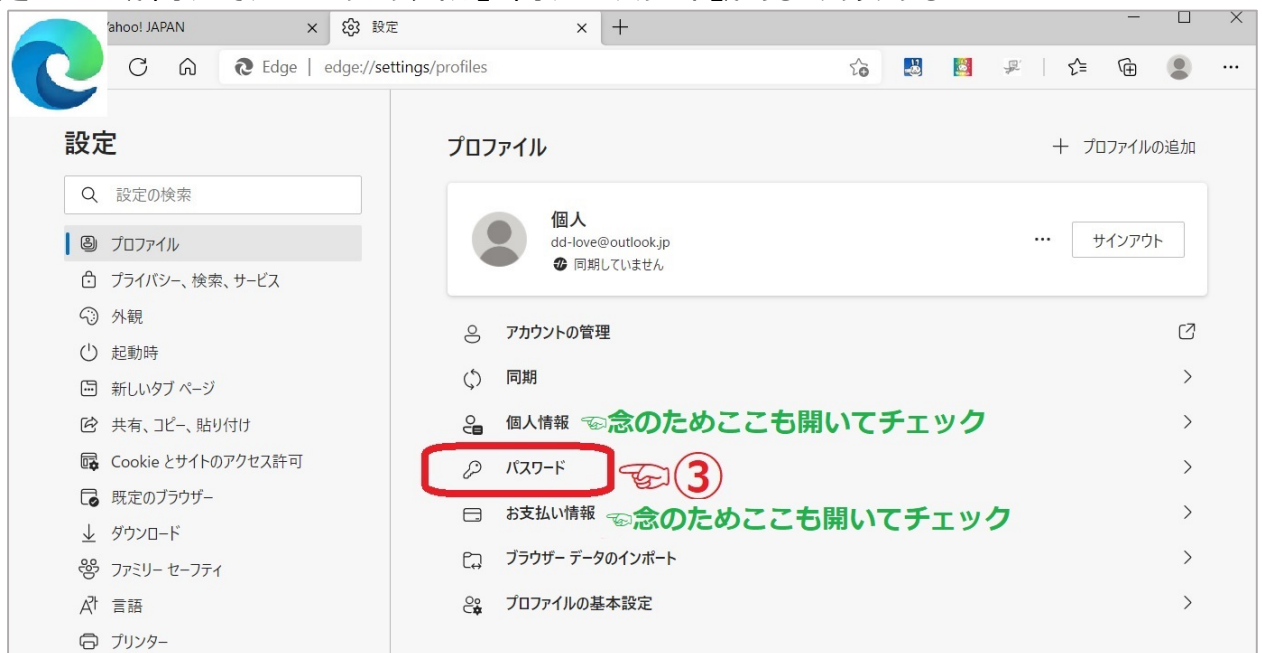 ahoo! JAPAN
設定
Edge | edge://settings/profiles
設定
設定の検索
プロファイル
プライバシー、検索、サービス
外観
起動時
新しいタブ ページ
共有、コピー、貼り付け
Cookie とサイトのアクセス許可
既定のブラウザー
ダウンロード
ファミリー セーフティ
言語
プリンター
プロファイル
プロファイルの追加
個人
dd-love@outlook.jp
同期していません
サインアウト
アカウントの管理
同期
個人情報 ☜念のためここも開いてチェック
パスワード ☜③
お支払い情報 ☜念のためここも開いてチェック
ブラウザー データのインポート
プロファイルの基本設定